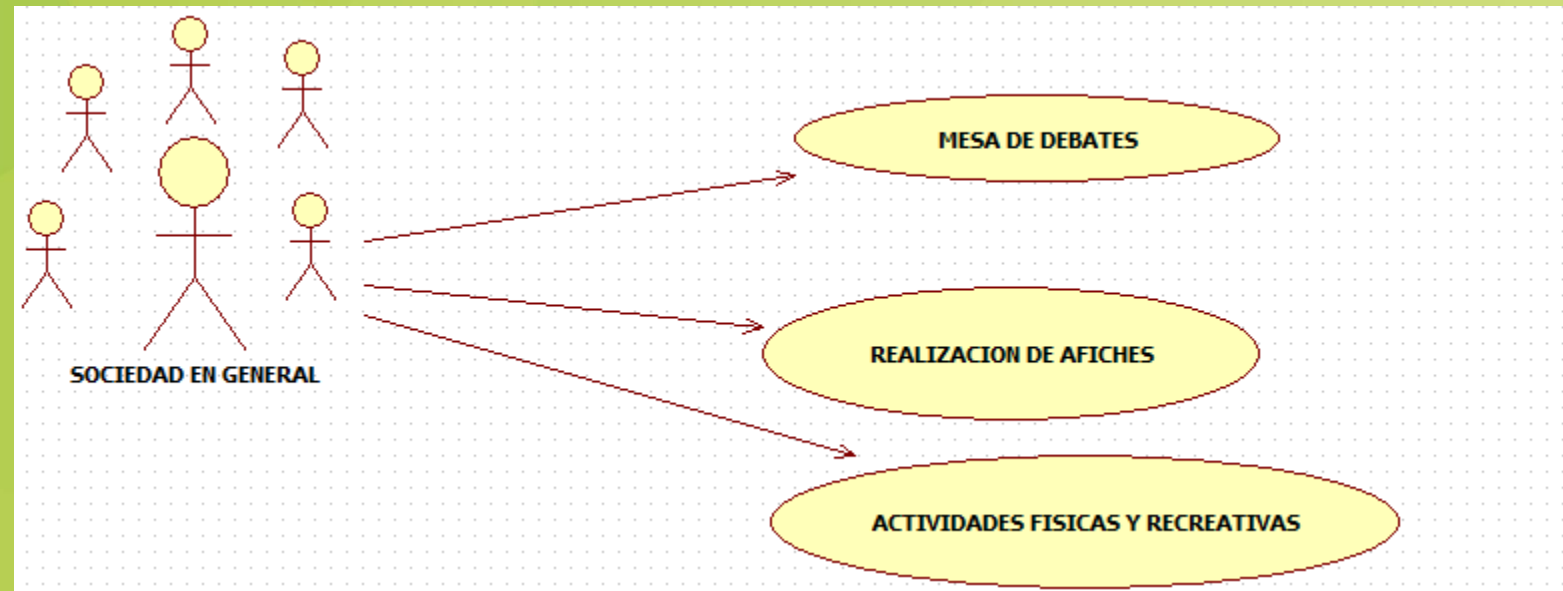 MESA DE DEBATES
REALIZACION DE AFICHES
SOCIEDAD EN GENERAL
ACTIVIDADES FISICAS Y RECREATIVAS